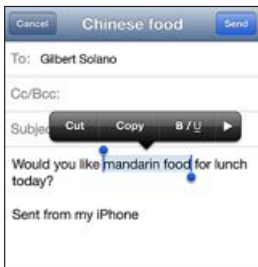 Cancel Chinese food Send
To: Gilbert Solano
Cc/Bcc:
Subjec
Cut Copy B / U
Would you like mandarin food for lunch
today?
Sent from my iPhone